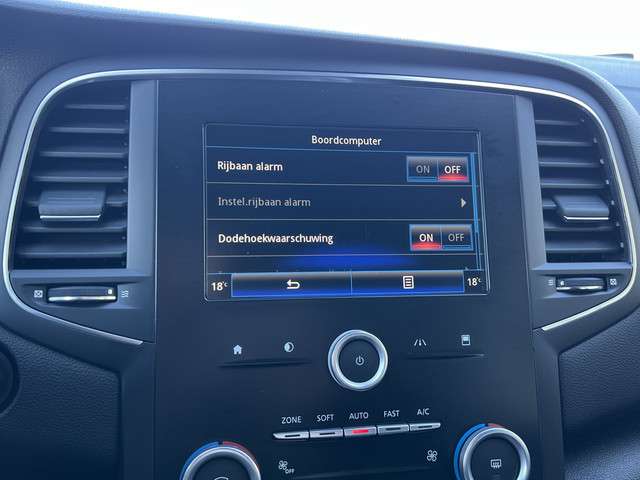 Boordcomputer
Rijbaan alarm ON OFF
Instel.rijbaan alarm
Dodehoekwaarschuwing ON OFF
18°c 18°c
ZONE SOFT AUTO FAST A/C
OFF